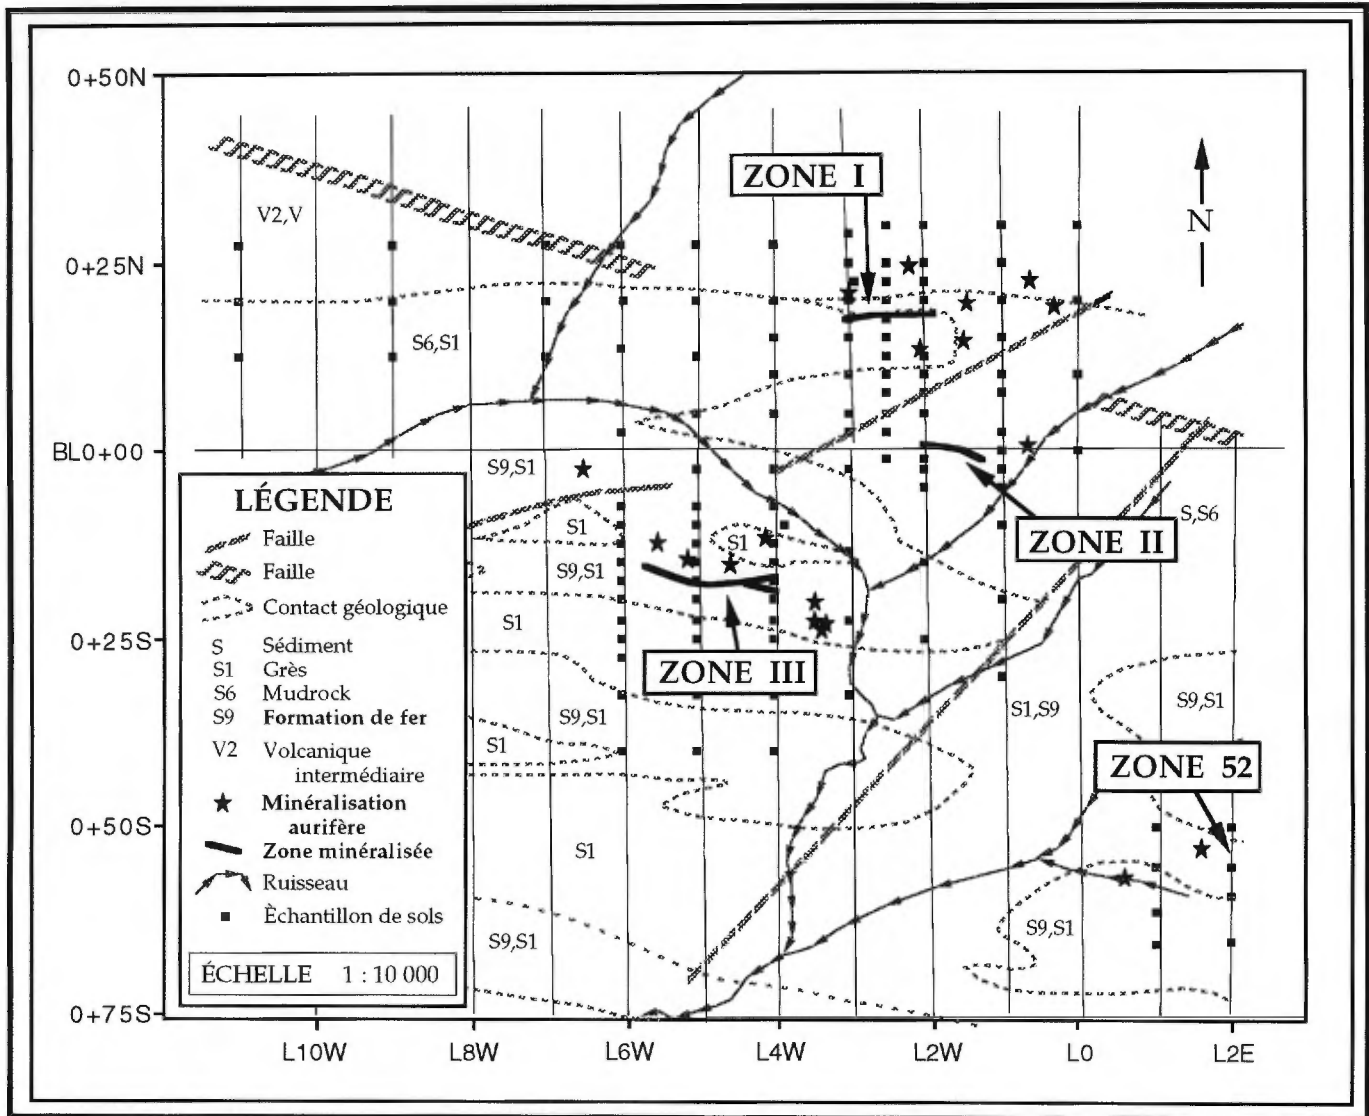 0+50N
ZONE I
N
V2,V
0+25N
S6,S1
BL0+00
S9,S1
S1
S1
S9,S1
S,S6
ZONE II
S1
0+25S
ZONE III
S9,S1
S1,S9
S9,S1
S1
ZONE 52
0+50S
S1
S9,S1
S9,S1
0+75S
LÉGENDE
Faille
Faille
Contact géologique
S Sédiment
S1 Grès
S6 Mudrock
S9 Formation de fer
V2 Volcanique
intermédiaire
Minéralisation
aurifère
Zone minéralisée
Ruisseau
Èchantillon de sols
ÉCHELLE 1 : 10 000
L10W L8W L6W L4W L2W L0 L2E